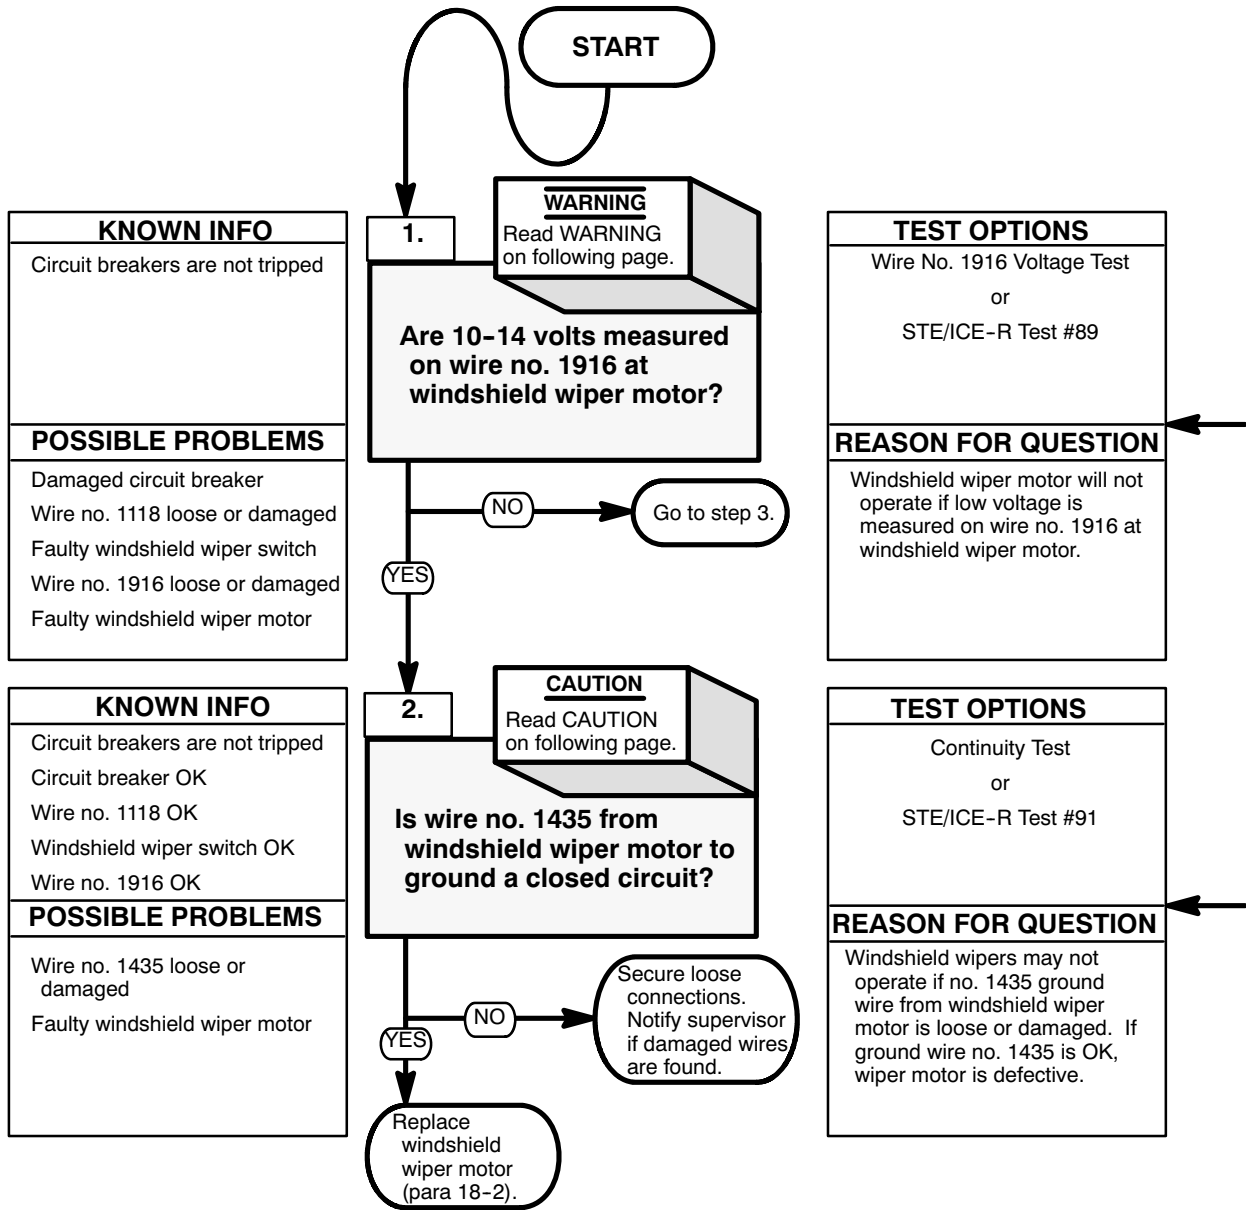 START
KNOWN INFO
Circuit breakers are not tripped
POSSIBLE PROBLEMS
Damaged circuit breaker
Wire no. 1118 loose or damaged
Faulty windshield wiper switch
Wire no. 1916 loose or damaged
Faulty windshield wiper motor
1.
WARNING
Read WARNING
on following page.
Are 10-14 volts measured
on wire no. 1916 at
windshield wiper motor?
NO
Go to step 3.
YES
TEST OPTIONS
Wire No. 1916 Voltage Test
or
STE/ICE-R Test #89
REASON FOR QUESTION
Windshield wiper motor will not
operate if low voltage is
measured on wire no. 1916 at
windshield wiper motor.
KNOWN INFO
Circuit breakers are not tripped
Circuit breaker OK
Wire no. 1118 OK
Windshield wiper switch OK
Wire no. 1916 OK
POSSIBLE PROBLEMS
Wire no. 1435 loose or
damaged
Faulty windshield wiper motor
2.
CAUTION
Read CAUTION
on following page.
Is wire no. 1435 from
windshield wiper motor to
ground a closed circuit?
NO
Secure loose
connections.
Notify supervisor
if damaged wires
are found.
YES
Replace
windshield
wiper motor
(para 18-2).
TEST OPTIONS
Continuity Test
or
STE/ICE-R Test #91
REASON FOR QUESTION
Windshield wipers may not
operate if no. 1435 ground
wire from windshield wiper
motor is loose or damaged. If
ground wire no. 1435 is OK,
wiper motor is defective.